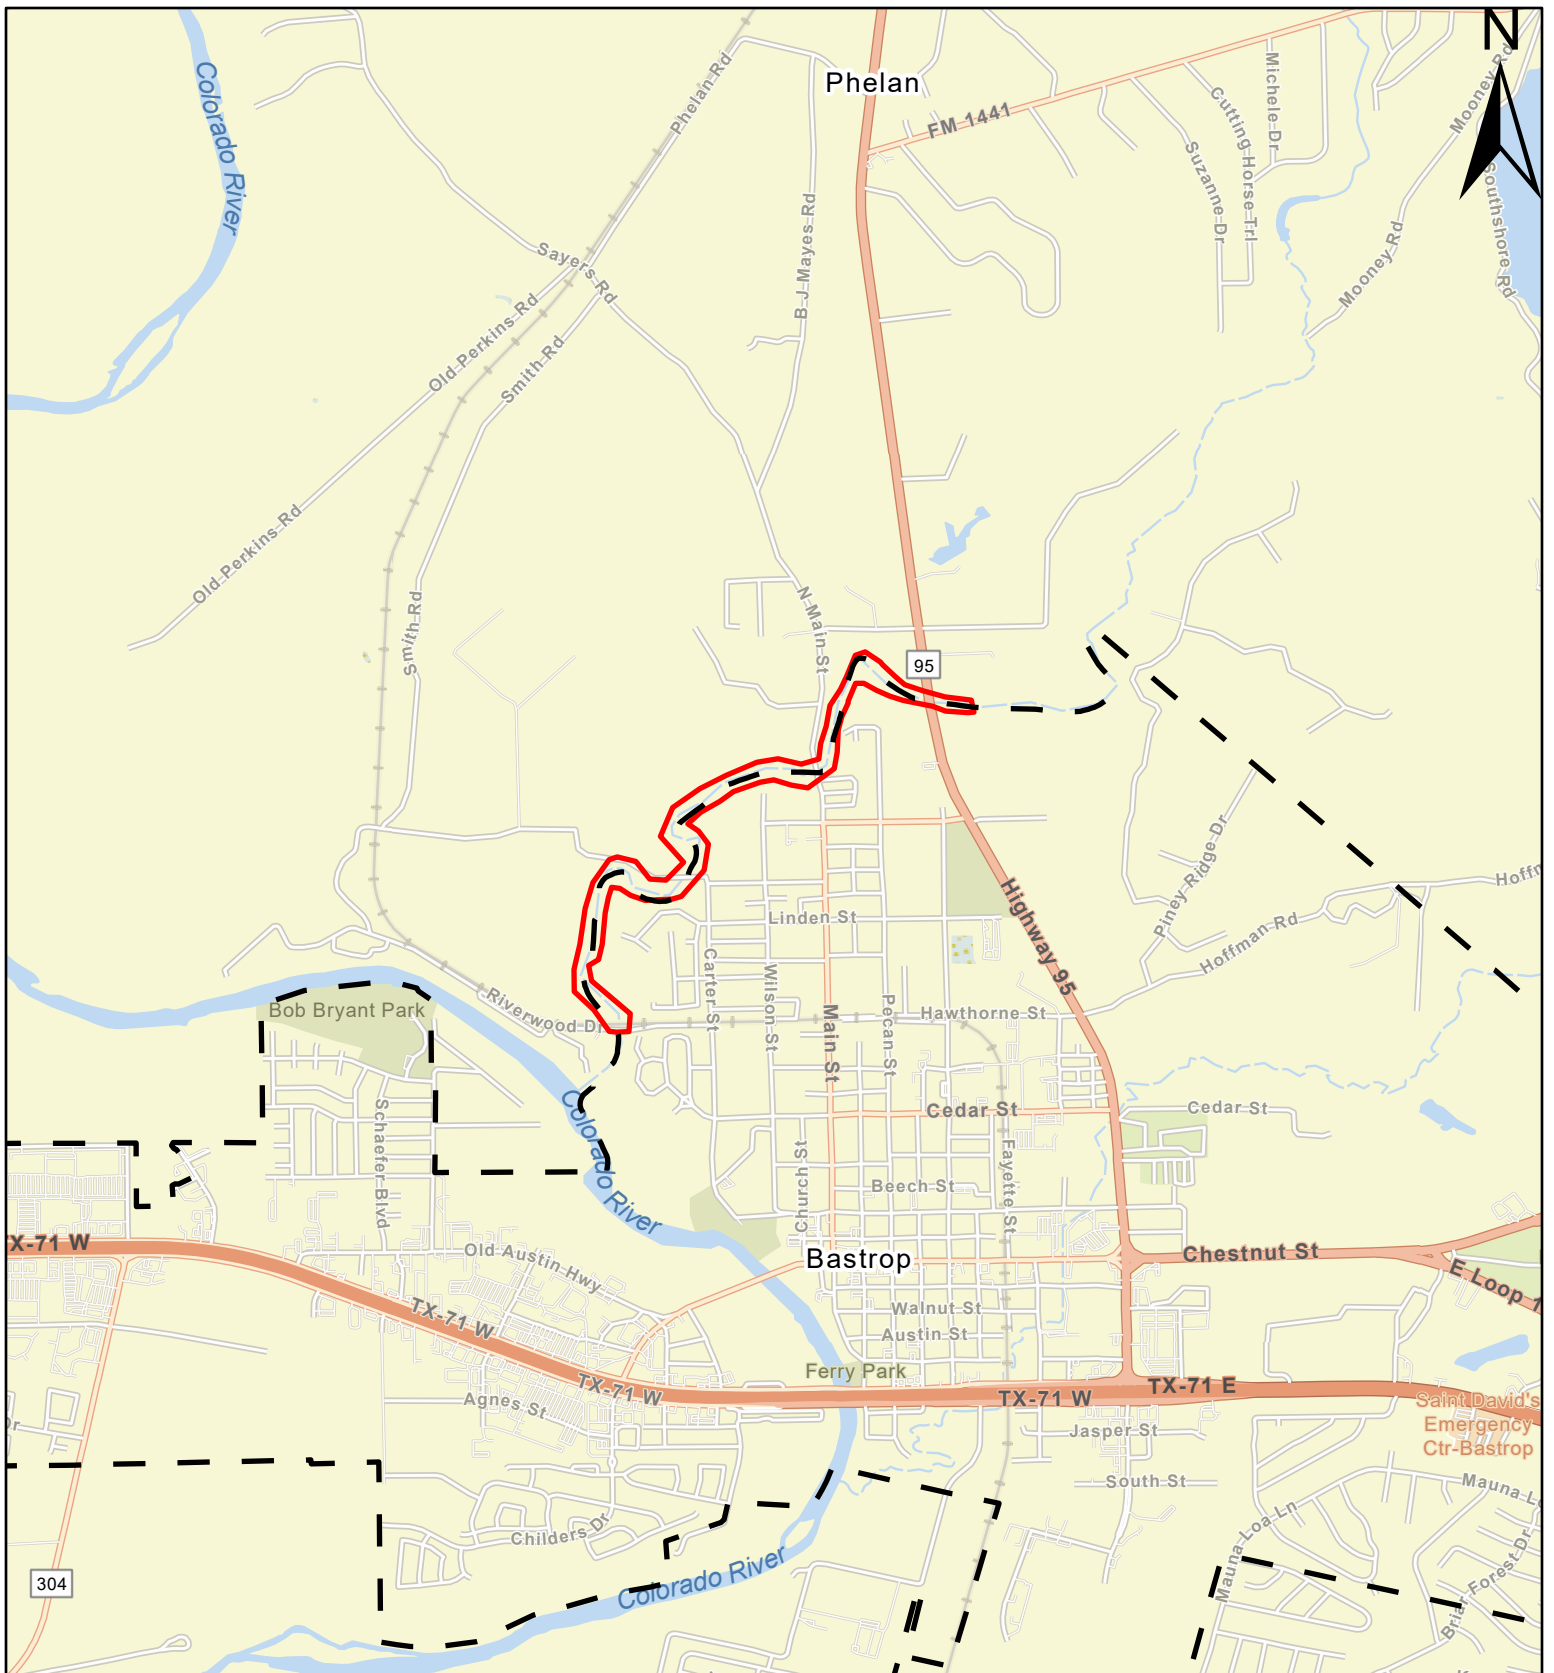 N
Phelan
Colorado River
Phelan Rd
FM 1441
Michele Dr
Cutting Horse Trl
Suzanne Dr
Mooney Rd
Southshore Rd
Mooney Rd
B J Mayes Rd
Sayers Rd
Old Perkins Rd
Smith Rd
Old Perkins Rd
Smith Rd
N Main St
95
Piney Ridge Dr
Highway 95
Hoffman Rd
Hoffm
Linden St
Carter St
Wilson St
Main St
Pecan St
Hawthorne St
Riverwood Dr
Bob Bryant Park
Colorado River
Schaefer Blvd
Cedar St
Cedar St
Fayette St
Church St
Beech St
TX-71 W
Old Austin Hwy
Bastrop
Chestnut St
E Loop 1
Walnut St
Austin St
TX-71 W
Ferry Park
TX-71 W
TX-71 W
TX-71 E
Agnes St
Dr
Jasper St
Saint David's
Emergency
Ctr-Bastrop
South St
Mauna Lo
Mauna Loa Ln
Childers Dr
Briar Forest Dr
Colorado River
304